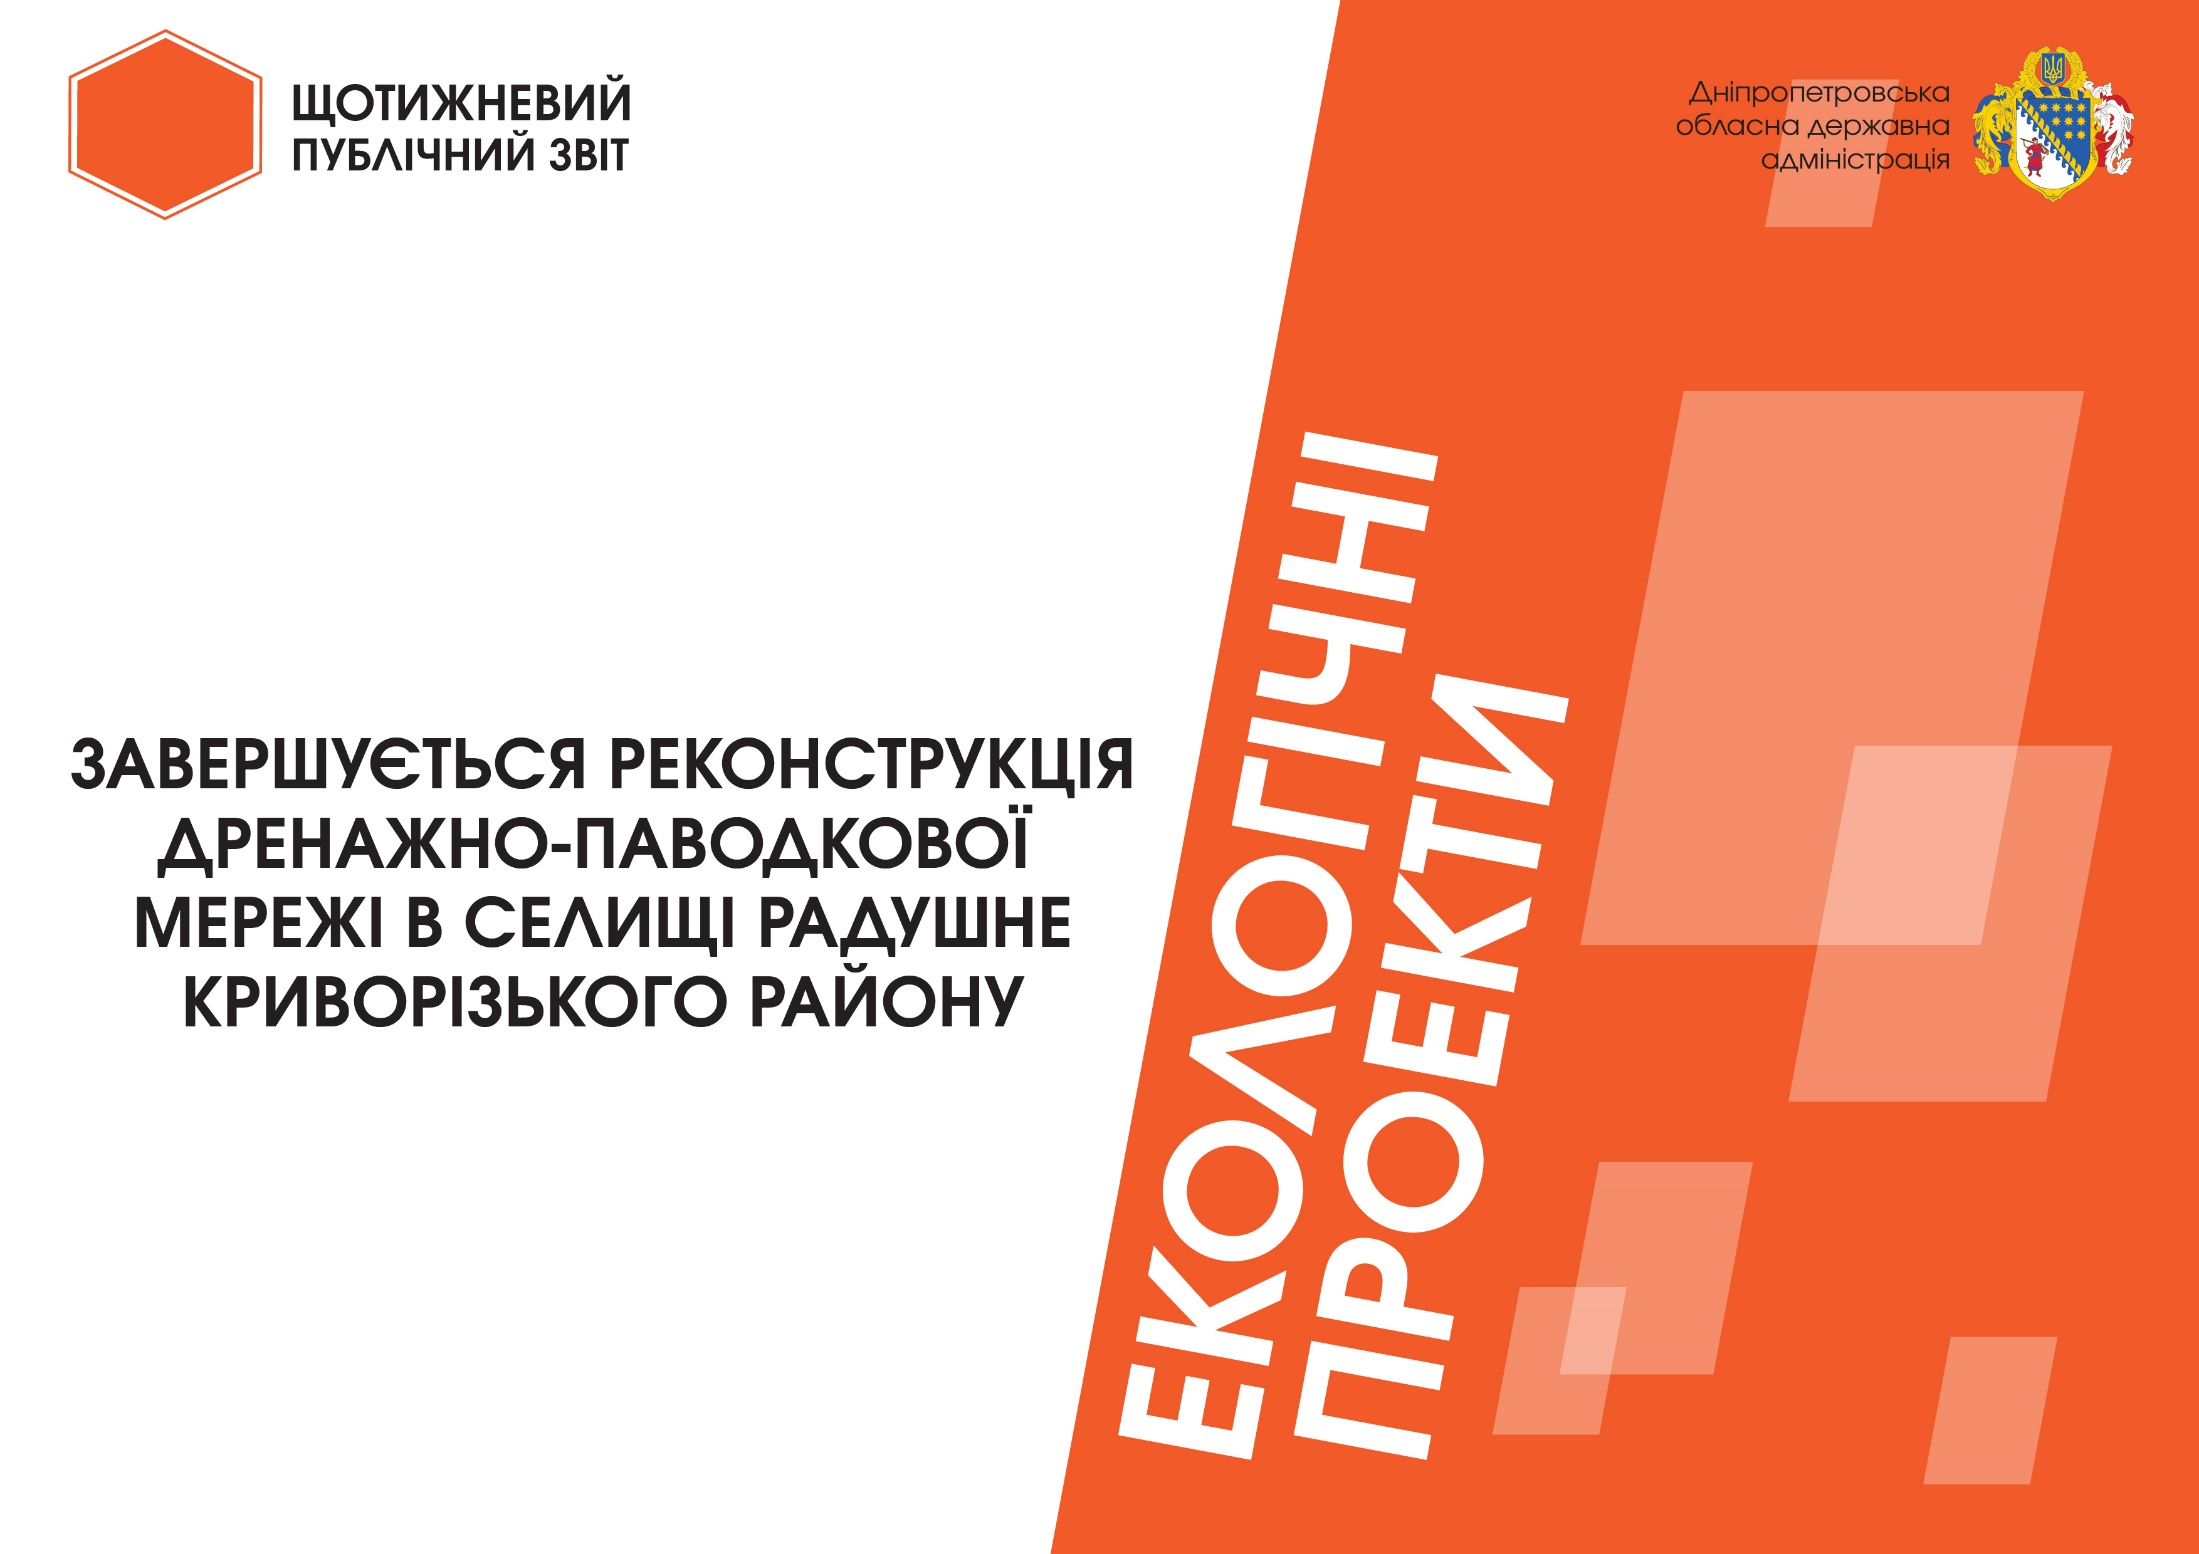 ЩОТИЖНЕВИЙ
ПУБЛІЧНИЙ ЗВІТ
Дніпропетровська
обласна державна
адміністрація
ЗАВЕРШУЄТЬСЯ РЕКОНСТРУКЦІЯ
ДРЕНАЖНО-ПАВОДКОВОЇ
МЕРЕЖІ В СЕЛИЩІ РАДУШНЕ
КРИВОРІЗЬКОГО РАЙОНУ
ЕКОЛОГІЧНІ
ПРОЕКТИ